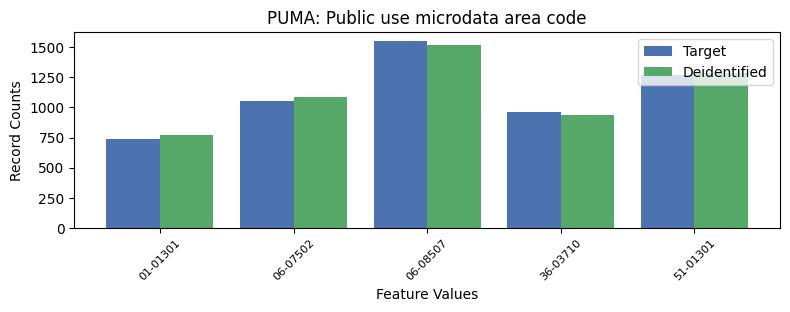 PUMA: Public use microdata area code
Target
Deidentified
1500
1250
1000
750
500
250
0
Record Counts
01-01301
06-07502
06-08507
36-03710
51-01301
Feature Values